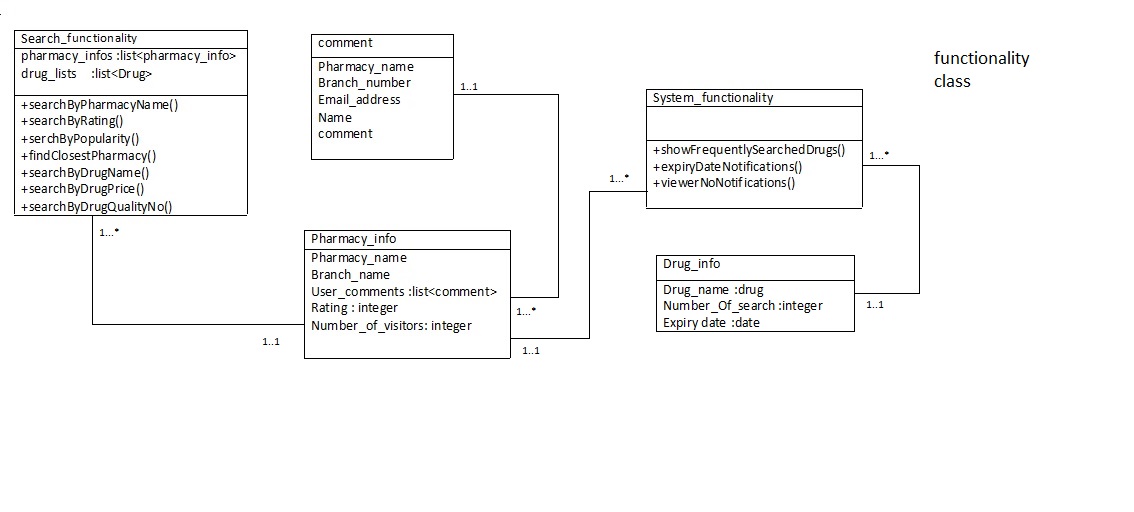 Search_functionality
pharmacy_infos :list<pharmacy_info>
drug_lists :list<Drug>
+searchByPharmacyName()
+searchByRating()
+serchByPopularity()
+findClosestPharmacy()
+searchByDrugName()
+searchByDrugPrice()
+searchByDrugQualityNo()
1...*
comment
Pharmacy_name
Branch_number
Email_address
Name
comment
1..1
System_functionality
+showFrequentlySearchedDrugs()
+expiryDateNotifications()
+viewerNoNotifications()
1...*
1...*
functionality
class
Pharmacy_info
Pharmacy_name
Branch_name
User_comments :list<comment>
Rating : integer
Number_of_visitors: integer
1..1
1...*
1..1
Drug_info
Drug_name :drug
Number_Of_search :integer
Expiry date :date
1..1